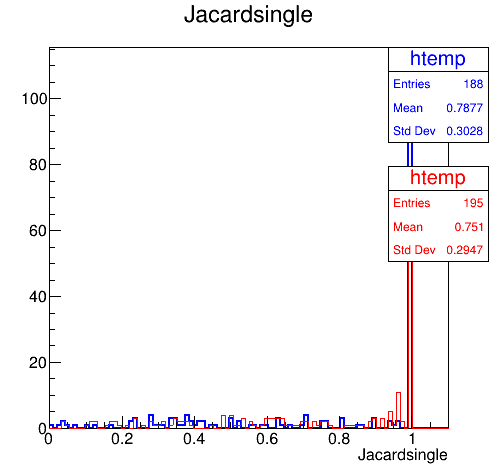 Jacardsingle
htemp
Entries 188
Mean 0.7877
Std Dev 0.3028
htemp
Entries 195
Mean 0.751
Std Dev 0.2947
100
80
60
40
20
0
0 0.2 0.4 0.6 0.8 1
Jacardsingle